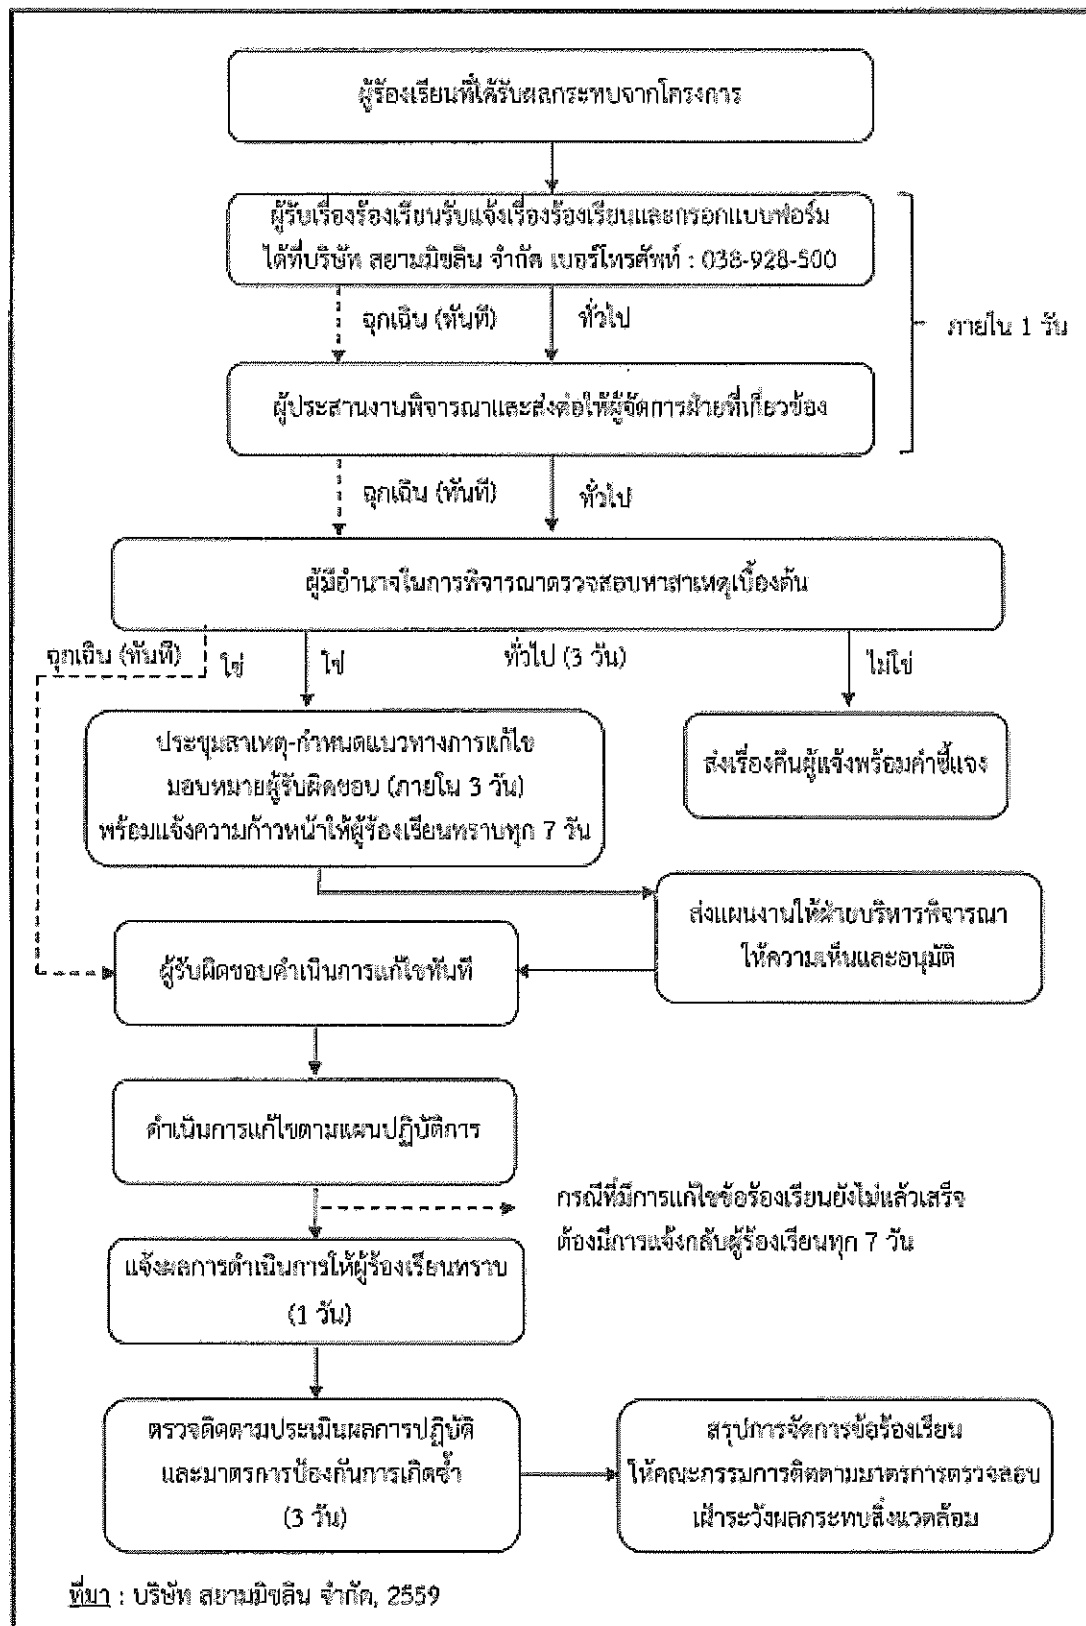 ผู้ร้องเรียนที่ได้รับผลกระทบจากโครงการ
ผู้รับเรื่องร้องเรียนรับแจ้งเรื่องร้องเรียนและกรอกแบบฟอร์ม
ได้ที่บริษัท สยามมิชลิน จำกัด เบอร์โทรศัพท์ : 038-928-500
ฉุกเฉิน (ทันที)
ทั่วไป
ภายใน 1 วัน
ผู้ประสานงานพิจารณาและส่งต่อให้ผู้จัดการฝ่ายที่เกี่ยวข้อง
ฉุกเฉิน (ทันที)
ทั่วไป
ผู้มีอำนาจในการพิจารณาตรวจสอบหาสาเหตุเบื้องต้น
ฉุกเฉิน (ทันที)
ใช่
ใช่
ทั่วไป (3 วัน)
ไม่ใช่
ประชุมสาเหตุ-กำหนดแนวทางการแก้ไข
มอบหมายผู้รับผิดชอบ (ภายใน 3 วัน)
พร้อมแจ้งความก้าวหน้าให้ผู้ร้องเรียนทราบทุก 7 วัน
ส่งเรื่องคืนผู้แจ้งพร้อมคำชี้แจง
ส่งแผนงานให้ฝ่ายบริหารพิจารณา
ให้ความเห็นและอนุมัติ
ผู้รับผิดชอบดำเนินการแก้ไขทันที
ดำเนินการแก้ไขตามแผนปฏิบัติการ
กรณีที่มีการแก้ไขข้อร้องเรียนยังไม่แล้วเสร็จ
ต้องมีการแจ้งกลับผู้ร้องเรียนทุก 7 วัน
แจ้งผลการดำเนินการให้ผู้ร้องเรียนทราบ
(1 วัน)
ตรวจติดตามประเมินผลการปฏิบัติ
และมาตรการป้องกันการเกิดซ้ำ
(3 วัน)
สรุปการจัดการข้อร้องเรียน
ให้คณะกรรมการติดตามมาตรการตรวจสอบ
เฝ้าระวังผลกระทบสิ่งแวดล้อม
ที่มา : บริษัท สยามมิชลิน จำกัด, 2559